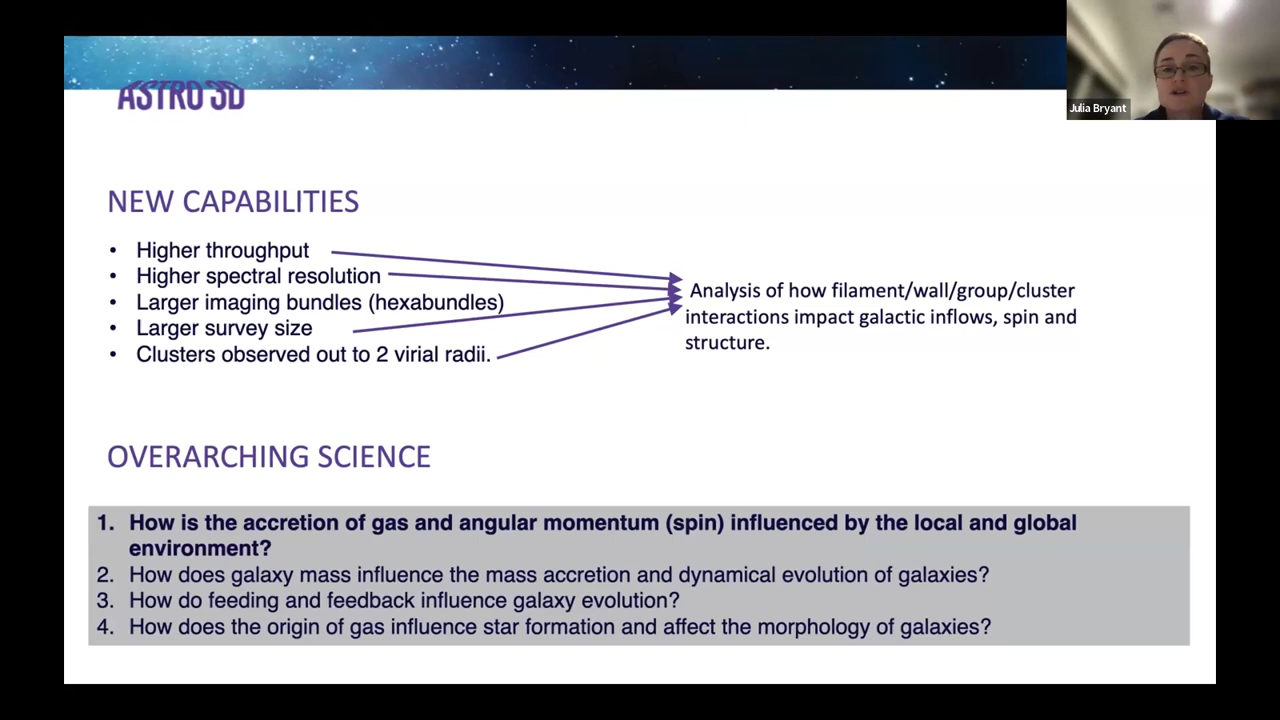 ASTRO 3D
Julia Bryant
NEW CAPABILITIES
• Higher throughput
• Higher spectral resolution
• Larger imaging bundles (hexabundles)
• Larger survey size
• Clusters observed out to 2 virial radii.
Analysis of how filament/wall/group/cluster
interactions impact galactic inflows, spin and
structure.
OVERARCHING SCIENCE
1. How is the accretion of gas and angular momentum (spin) influenced by the local and global
environment?
2. How does galaxy mass influence the mass accretion and dynamical evolution of galaxies?
3. How do feeding and feedback influence galaxy evolution?
4. How does the origin of gas influence star formation and affect the morphology of galaxies?